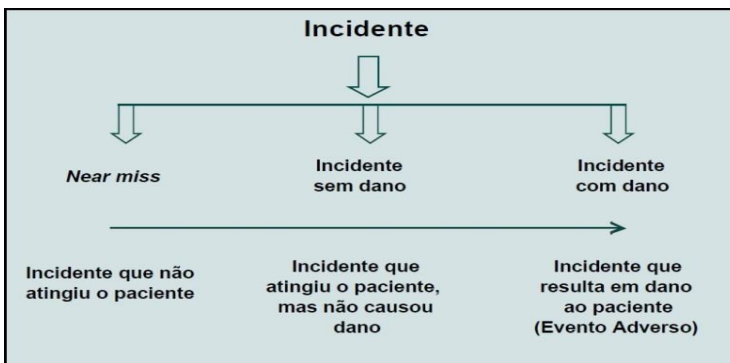 Incidente
Near miss
Incidente
sem dano
Incidente
com dano
Incidente que não
atingiu o paciente
Incidente que
atingiu o paciente,
mas não causou
dano
Incidente que
resulta em dano
ao paciente
(Evento Adverso)